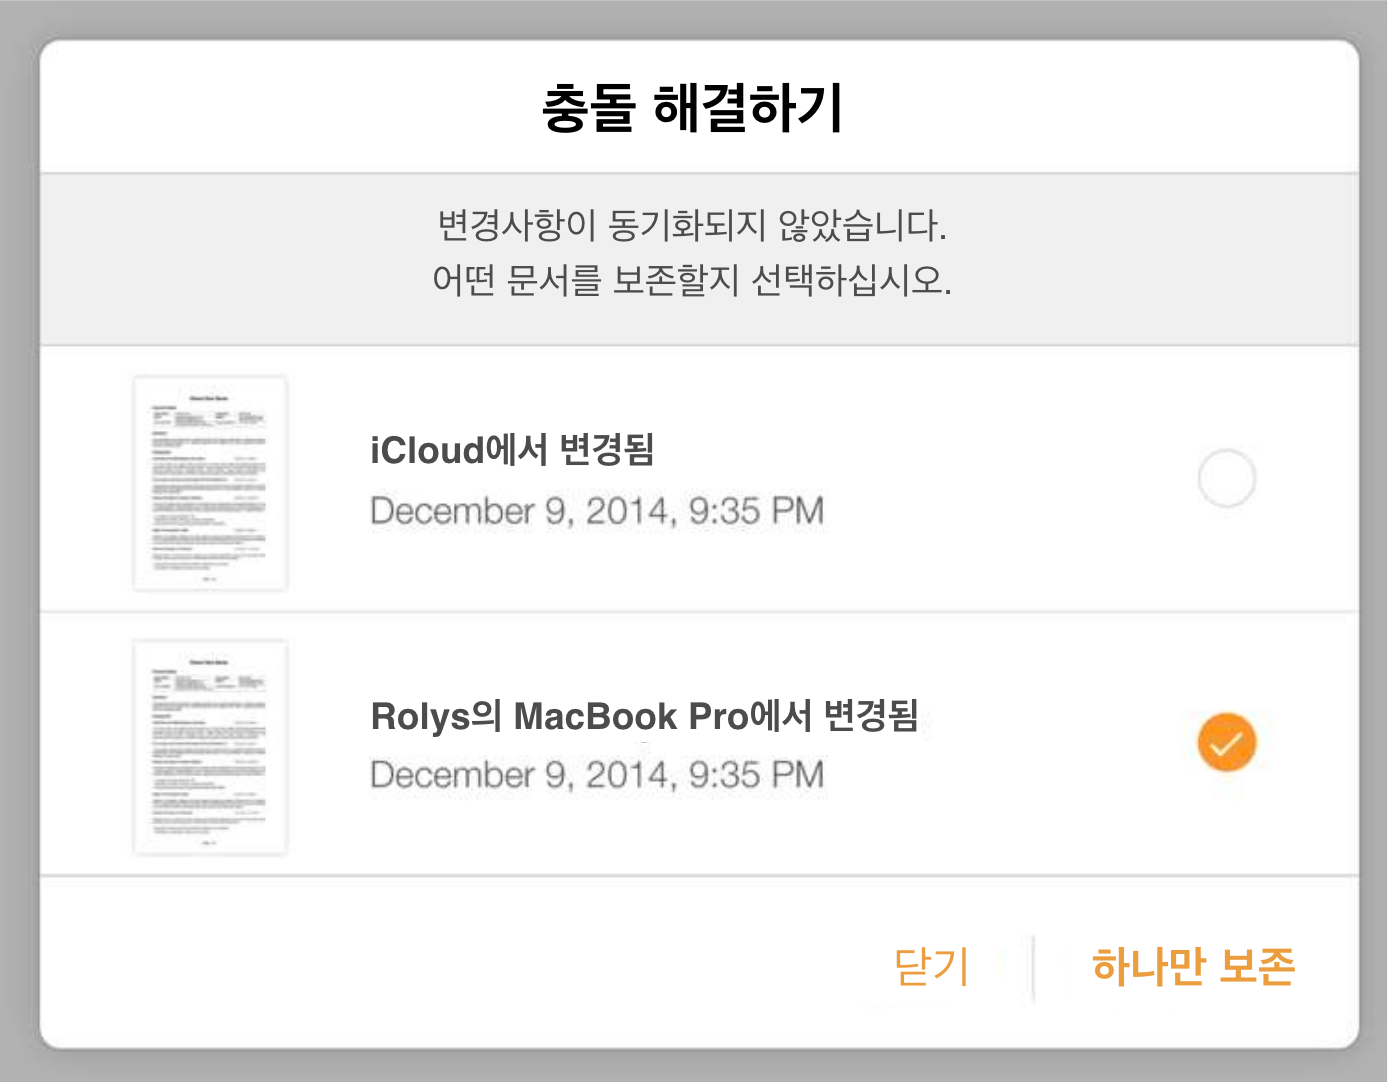 충돌 해결하기
변경사항이 동기화되지 않았습니다.
어떤 문서를 보존할지 선택하십시오.
iCloud에서 변경됨
December 9, 2014, 9:35 PM
Rolys의 MacBook Pro에서 변경됨
December 9, 2014, 9:35 PM
닫기
하나만 보존